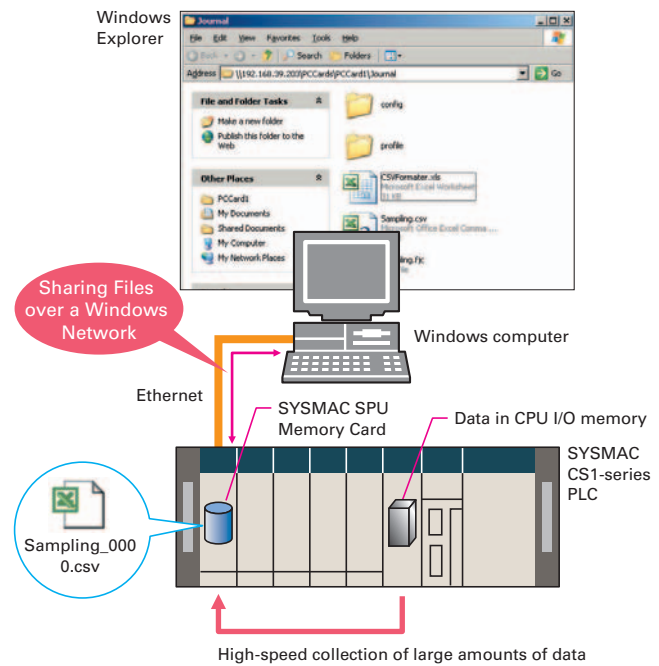 Windows
Explorer
Journal
File Edit View Favorites Tools Help
Back Search Folders
Address \\192.168.39.203\PCCards\PCCard1\Journal Go
File and Folder Tasks
Make a new folder
Publish this folder to the
Web
Other Places
PCCard1
My Documents
Shared Documents
My Computer
My Network Places
config
profile
CSVFormater.xls
Microsoft Excel Worksheet
31 KB
Sampling.csv
Microsoft Office Excel Comma ...
Sharing Files
over a Windows
Network
Windows computer
Ethernet
SYSMAC SPU
Memory Card
Data in CPU I/O memory
SYSMAC
CS1-series
PLC
Sampling_000
0.csv
High-speed collection of large amounts of data